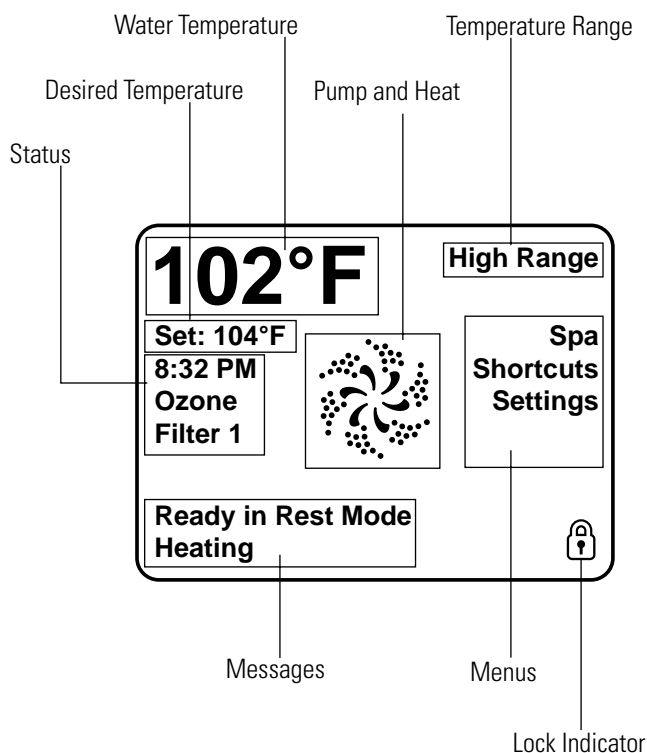 Water Temperature
Temperature Range
Desired Temperature
Pump and Heat
Status
102°F
High Range
Set: 104°F
8:32 PM
Ozone
Filter 1
Spa
Shortcuts
Settings
Ready in Rest Mode
Heating
Messages
Menus
Lock Indicator